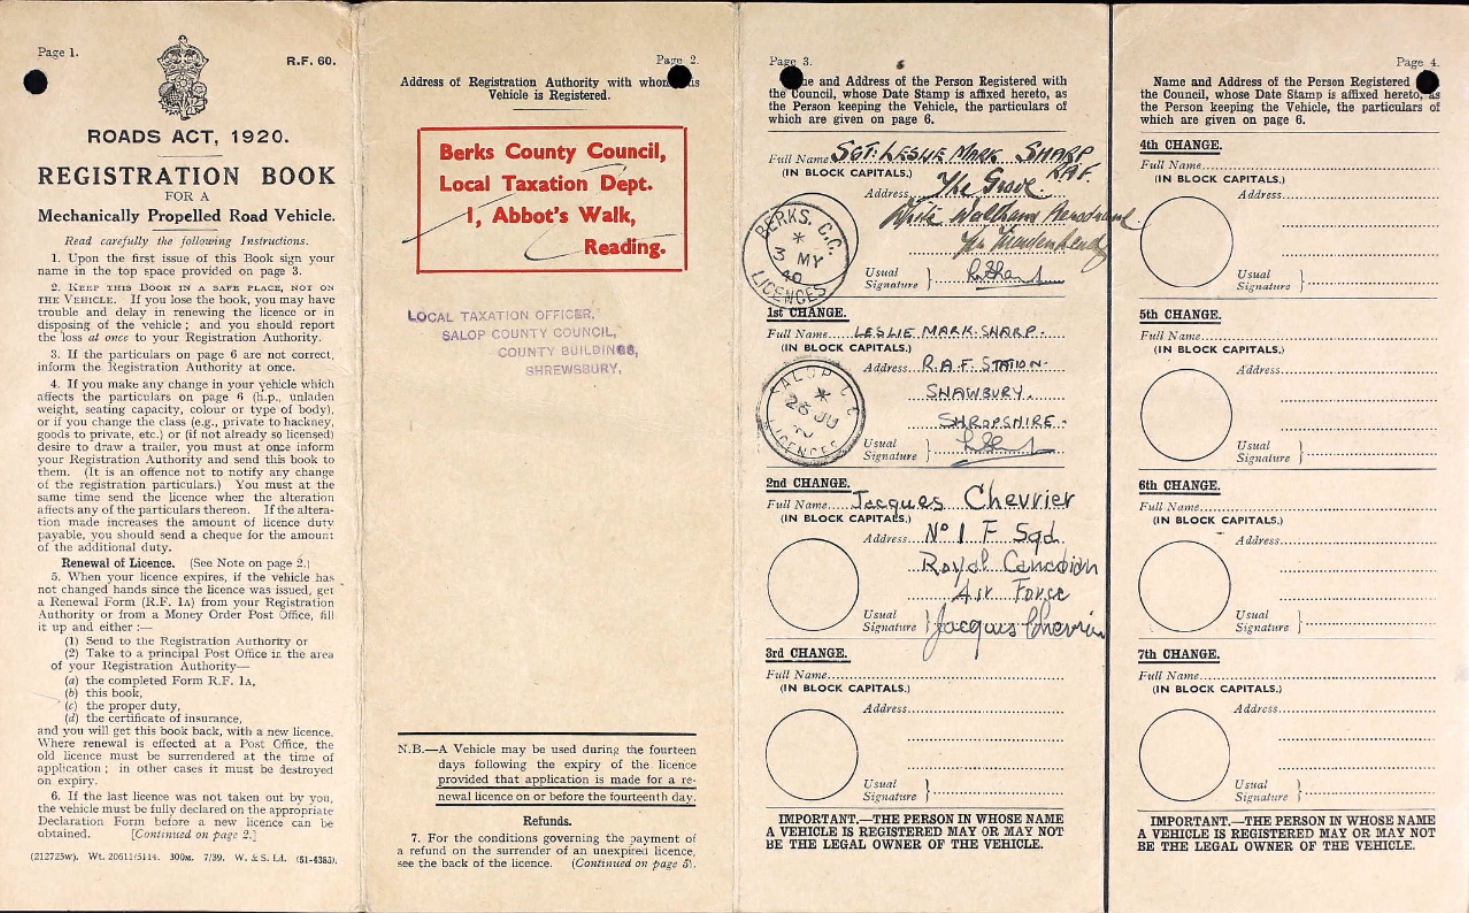 Page 1.
R.F. 60.
ROADS ACT, 1920.
REGISTRATION BOOK
FOR A
Mechanically Propelled Road Vehicle.
Read carefully the following Instructions.
1. Upon the first issue of this Book sign your
name in the top space provided on page 3.
2. KEEP THIS BOOK IN A SAFE PLACE, NOT ON
THE VEHICLE. If you lose the book, you may have
trouble and delay in renewing the licence or in
disposing of the vehicle; and you should report
the loss at once to your Registration Authority.
3. If the particulars on page 6 are not correct,
inform the Registration Authority at once.
4. If you make any change in your vehicle which
affects the particulars on page 6 (h.p., unladen
weight, seating capacity, colour or type of body),
or if you change the class (e.g., private to hackney,
goods to private, etc.) or (if not already so licensed)
desire to draw a trailer, you must at once inform
your Registration Authority and send this book to
them. (It is an offence not to notify any change
of the registration particulars.) You must at the
same time send the licence when the alteration
affects any of the particulars thereon. If the altera-
tion made increases the amount of licence duty
payable, you should send a cheque for the amount
of the additional duty.
Renewal of Licence. (See Note on page 2.)
5. When your licence expires, if the vehicle has
not changed hands since the licence was issued, get
a Renewal Form (R.F. 1A) from your Registration
Authority or from a Money Order Post Office, fill
it up and either :—
(1) Send to the Registration Authority or
(2) Take to a principal Post Office in the area
of your Registration Authority—
(a) the completed Form R.F. 1A,
(b) this book,
(c) the proper duty,
(d) the certificate of insurance,
and you will get this book back, with a new licence.
Where renewal is effected at a Post Office, the
old licence must be surrendered at the time of
application; in other cases it must be destroyed
on expiry.
6. If the last licence was not taken out by you,
the vehicle must be fully declared on the appropriate
Declaration Form before a new licence can be
obtained. [Continued on page 2.]
(212723w). Wt. 20611/5114. 300M. 7/39. W. & S. Ld. (51-4383).
Page 2.
Address of Registration Authority with whom
Vehicle is Registered.
Berks County Council,
Local Taxation Dept.
1, Abbot's Walk,
Reading.
LOCAL TAXATION OFFICER,
SALOP COUNTY COUNCIL,
COUNTY BUILDINGS,
SHREWSBURY.
N.B.—A Vehicle may be used during the fourteen
days following the expiry of the licence
provided that application is made for a re-
newal licence on or before the fourteenth day.
Refunds.
7. For the conditions governing the payment of
a refund on the surrender of an unexpired licence,
see the back of the licence. (Continued on page 5).
Page 3.
6
and Address of the Person Registered with
the Council, whose Date Stamp is affixed hereto, as
the Person keeping the Vehicle, the particulars of
which are given on page 6.
Full Name SGT. LESLIE MARK SHARP
(IN BLOCK CAPITALS.) R.A.F.
Address The Grove.
White Waltham Aerodrome
Nr Maidenhead
BERKS. C.C.
3 MY
40
LICENCES
Usual
Signature
1st CHANGE.
Full Name LESLIE MARK SHARP.
(IN BLOCK CAPITALS.)
Address R.A.F. STATION.
SHAWBURY.
SHROPSHIRE.
SALOP C C
26 JU
LICENCES
Usual
Signature
2nd CHANGE.
Full Name Jacques Chevrier
(IN BLOCK CAPITALS.)
Address No 1 F Sqd
Royal Canadian
Air Force
Usual
Signature Jacques Chevrier
3rd CHANGE.
Full Name
(IN BLOCK CAPITALS.)
Address
Usual
Signature
IMPORTANT.—THE PERSON IN WHOSE NAME
A VEHICLE IS REGISTERED MAY OR MAY NOT
BE THE LEGAL OWNER OF THE VEHICLE.
Page 4.
Name and Address of the Person Registered
the Council, whose Date Stamp is affixed hereto, as
the Person keeping the Vehicle, the particulars of
which are given on page 6.
4th CHANGE.
Full Name
(IN BLOCK CAPITALS.)
Address
Usual
Signature
5th CHANGE.
Full Name
(IN BLOCK CAPITALS.)
Address
Usual
Signature
6th CHANGE.
Full Name
(IN BLOCK CAPITALS.)
Address
Usual
Signature
7th CHANGE.
Full Name
(IN BLOCK CAPITALS.)
Address
Usual
Signature
IMPORTANT.—THE PERSON IN WHOSE NAME
A VEHICLE IS REGISTERED MAY OR MAY NOT
BE THE LEGAL OWNER OF THE VEHICLE.